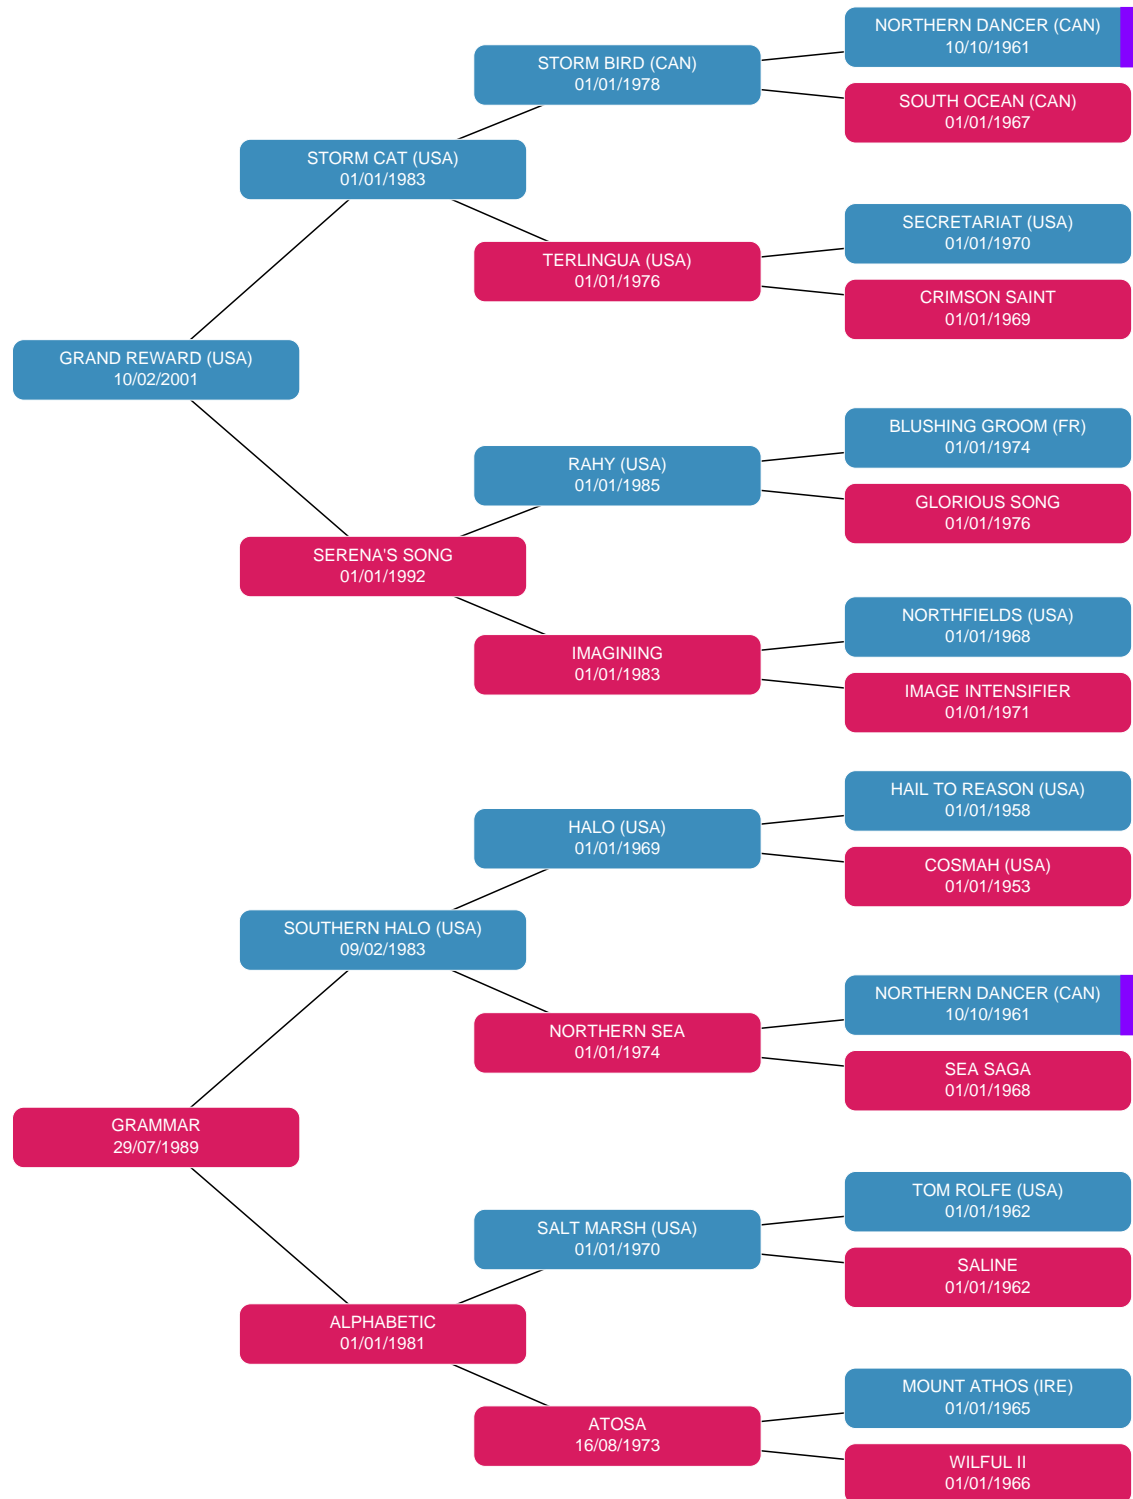 NORTHERN DANCER (CAN)
10/10/1961
STORM BIRD (CAN)
01/01/1978
SOUTH OCEAN (CAN)
01/01/1967
STORM CAT (USA)
01/01/1983
SECRETARIAT (USA)
01/01/1970
TERLINGUA (USA)
01/01/1976
CRIMSON SAINT
01/01/1969
GRAND REWARD (USA)
10/02/2001
BLUSHING GROOM (FR)
01/01/1974
RAHY (USA)
01/01/1985
GLORIOUS SONG
01/01/1976
SERENA'S SONG
01/01/1992
NORTHFIELDS (USA)
01/01/1968
IMAGINING
01/01/1983
IMAGE INTENSIFIER
01/01/1971
HAIL TO REASON (USA)
01/01/1958
HALO (USA)
01/01/1969
COSMAH (USA)
01/01/1953
SOUTHERN HALO (USA)
09/02/1983
NORTHERN DANCER (CAN)
10/10/1961
NORTHERN SEA
01/01/1974
SEA SAGA
01/01/1968
GRAMMAR
29/07/1989
TOM ROLFE (USA)
01/01/1962
SALT MARSH (USA)
01/01/1970
SALINE
01/01/1962
ALPHABETIC
01/01/1981
MOUNT ATHOS (IRE)
01/01/1965
ATOSA
16/08/1973
WILFUL II
01/01/1966